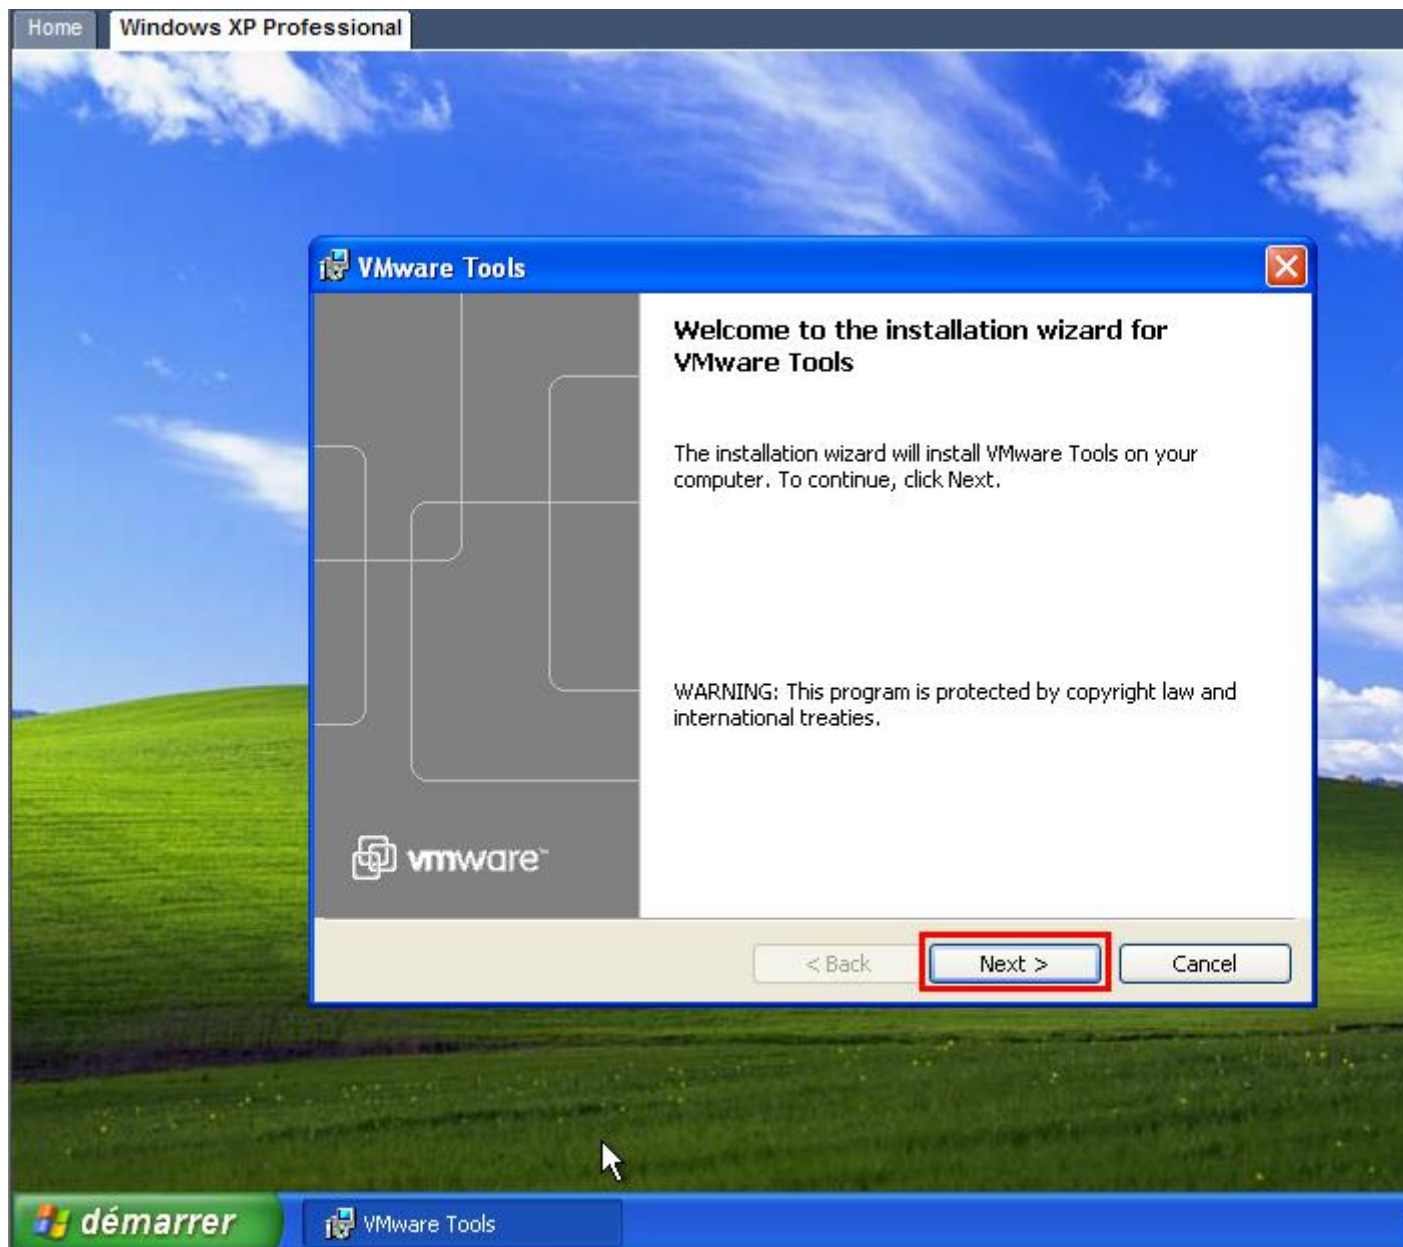 Home
Windows XP Professional
VMware Tools
Welcome to the installation wizard for
VMware Tools
The installation wizard will install VMware Tools on your
computer. To continue, click Next.
WARNING: This program is protected by copyright law and
international treaties.
vmware™
< Back
Next >
Cancel
démarrer
VMware Tools